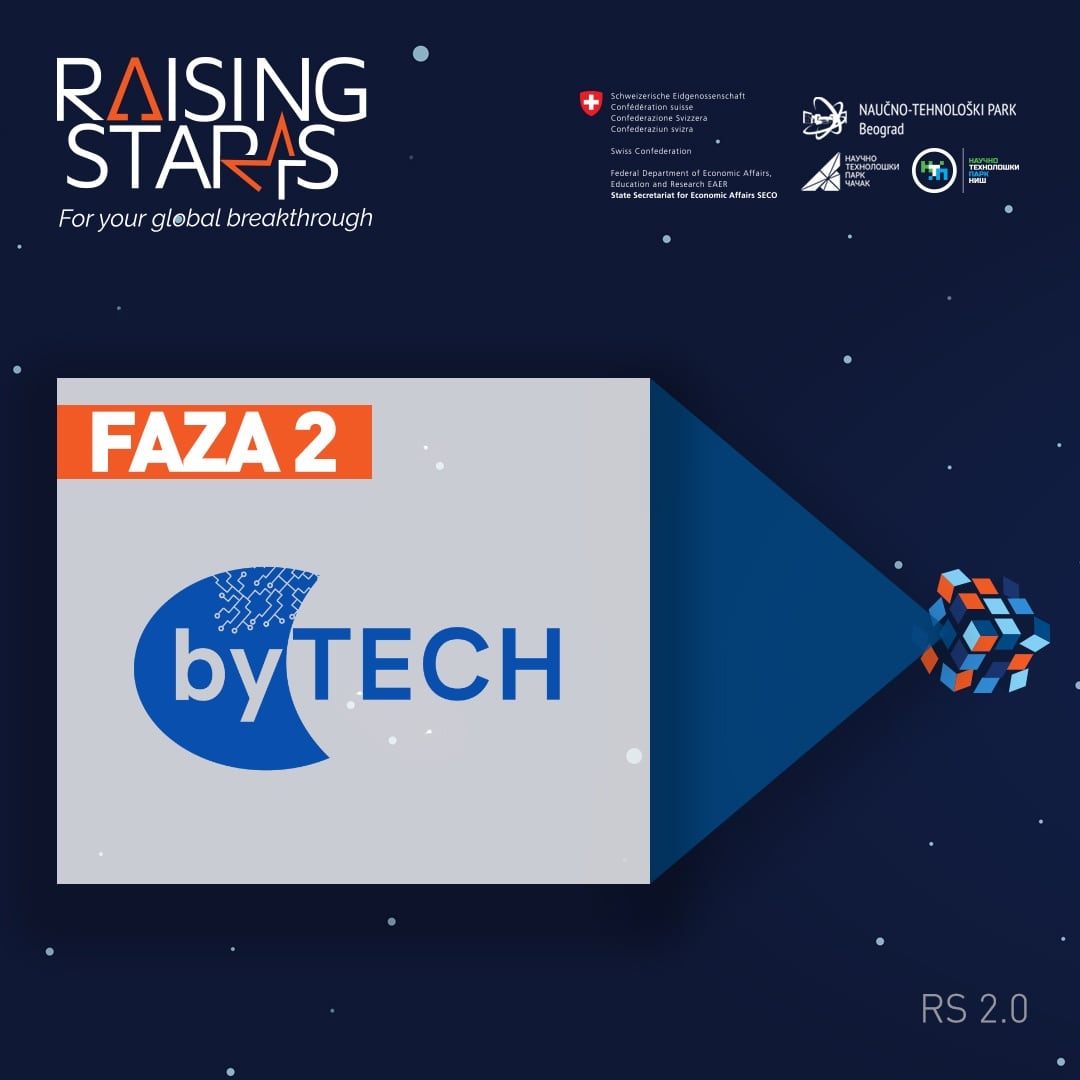 RAISING
STARTS
For your global breakthrough
Schweizerische Eidgenossenschaft
Confédération suisse
Confederazione Svizzera
Confederaziun svizra
Swiss Confederation
Federal Department of Economic Affairs,
Education and Research EAER
State Secretariat for Economic Affairs SECO
NAUČNO-TEHNOLOŠKI PARK
Beograd
НАУЧНО
ТЕХНОЛОШКИ
ПАРК
ЧАЧАК
НТП
НАУЧНО
ТЕХНОЛОШКИ
ПАРК
НИШ
FAZA 2
byTECH
RS 2.0